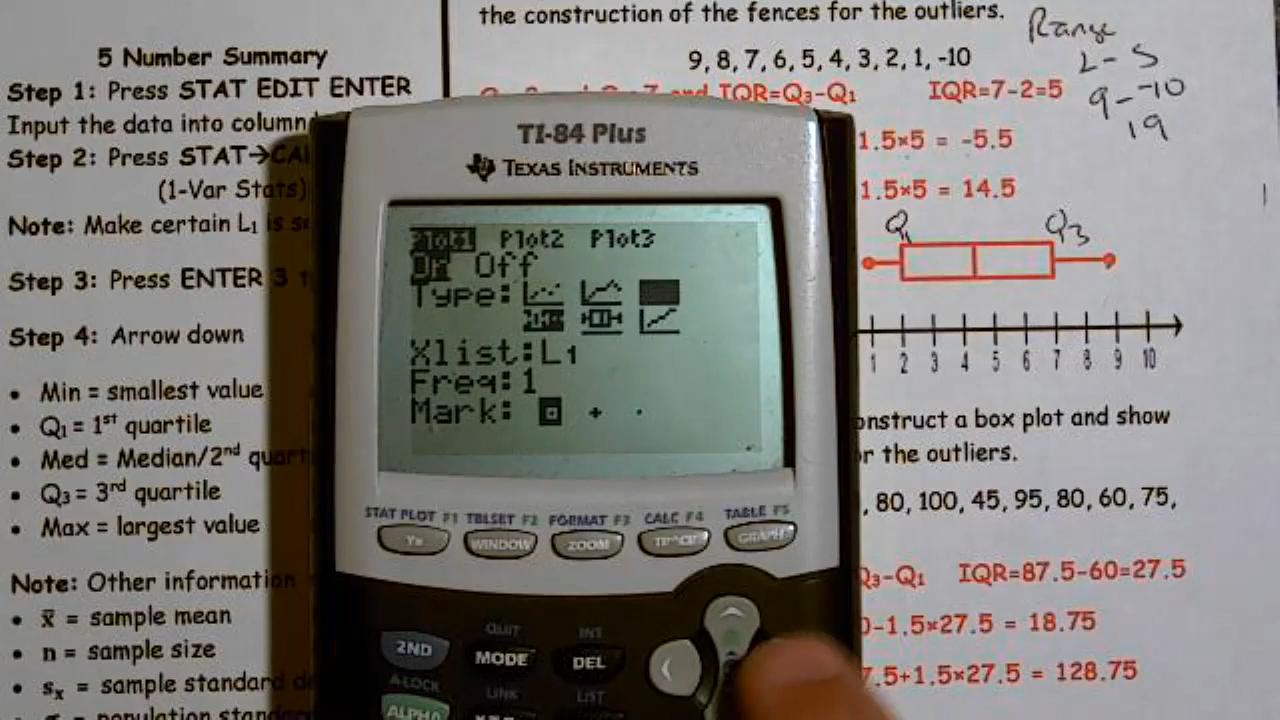 5 Number Summary
Step 1: Press STAT EDIT ENTER
Input the data into column
Step 2: Press STAT→CAL
(1-Var Stats)
Note: Make certain L1 is
Step 3: Press ENTER 3
Step 4: Arrow down
• Min = smallest value
• Q1 = 1st quartile
• Med = Median/2nd quart
• Q3 = 3rd quartile
• Max = largest value
Note: Other information
• x̄ = sample mean
• n = sample size
• sx = sample standard d
the construction of the fences for the outliers.
9, 8, 7, 6, 5, 4, 3, 2, 1, -10
and IQR=Q3-Q1 IQR=7-2=5
1.5×5 = -5.5
1.5×5 = 14.5
Range
L - S
9 - -10
19
Q1 Q3
1 2 3 4 5 6 7 8 9 10
onstruct a box plot and show
r the outliers.
, 80, 100, 45, 95, 80, 60, 75,
Q3-Q1 IQR=87.5-60=27.5
0-1.5×27.5 = 18.75
7.5+1.5×27.5 = 128.75
TI-84 Plus
TEXAS INSTRUMENTS
Plot1 Plot2 Plot3
On Off
Type:
Xlist:L1
Freq:1
Mark: + ·
STAT PLOT F1 TBLSET F2 FORMAT F3 CALC F4 TABLE F5
Y= WINDOW ZOOM TRACE GRAPH
QUIT INS
2ND MODE DEL
A-LOCK LINK LIST
ALPHA